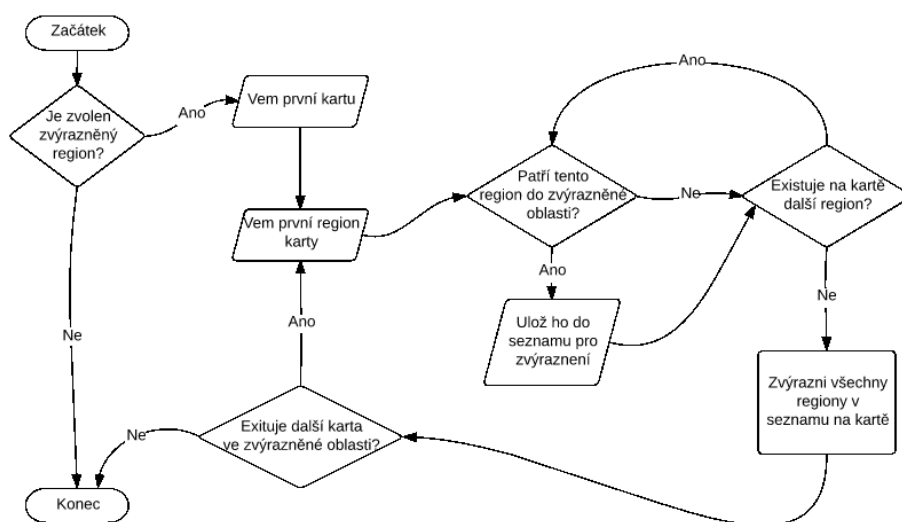 Začátek
Je zvolen
zvýrazněný
region?
Ano
Vem první kartu
Ne
Vem první region
karty
Patří tento
region do zvýrazněné
oblasti?
Ne
Existuje na kartě
další region?
Ano
Ano
Ulož ho do
seznamu pro
zvýraznení
Ne
Zvýrazni všechny
regiony v
seznamu na kartě
Exituje další karta
ve zvýrazněné oblasti?
Ano
Ne
Konec